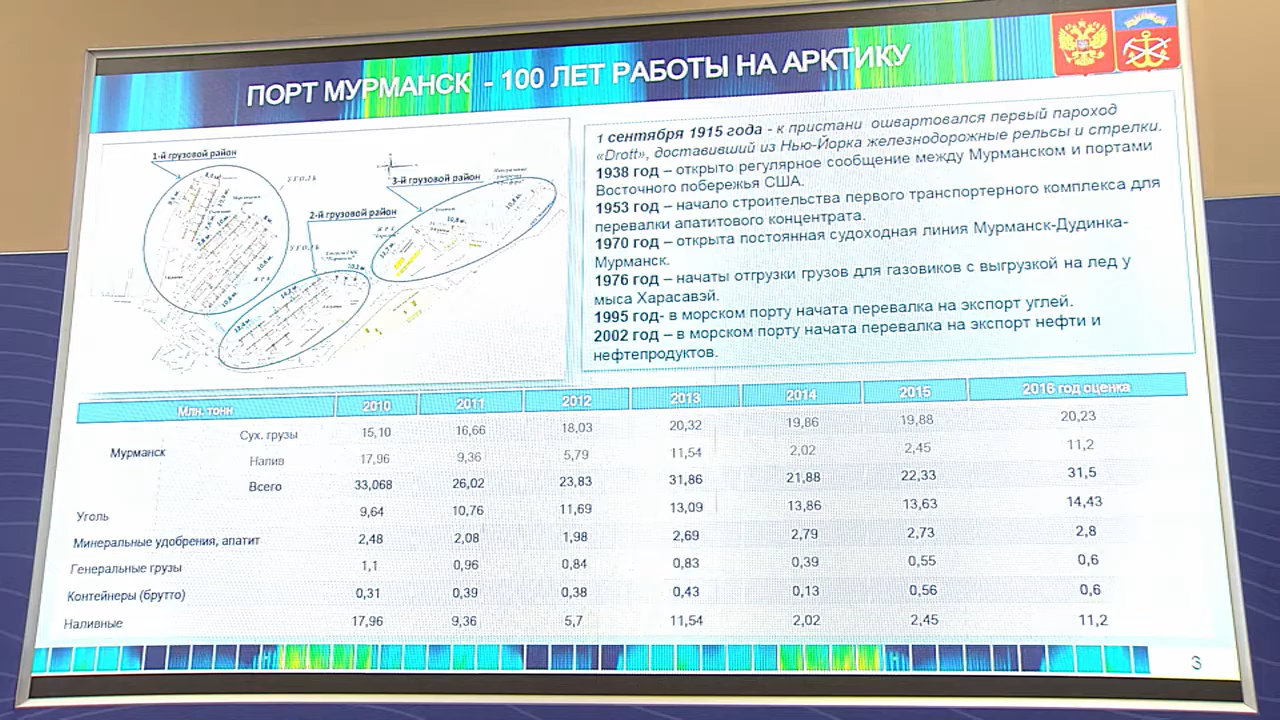 ПОРТ МУРМАНСК - 100 ЛЕТ РАБОТЫ НА АРКТИКУ
1-й грузовой район
2-й грузовой район
3-й грузовой район
1 сентября 1915 года - к пристани ошвартовался первый пароход
«Drott», доставивший из Нью-Йорка железнодорожные рельсы и стрелки.
1938 год – открыто регулярное сообщение между Мурманском и портами
Восточного побережья США.
1953 год – начало строительства первого транспортерного комплекса для
перевалки апатитового концентрата.
1970 год – открыта постоянная судоходная линия Мурманск-Дудинка-
Мурманск.
1976 год – начаты отгрузки грузов для газовиков с выгрузкой на лед у
мыса Харасавэй.
1995 год- в морском порту начата перевалка на экспорт углей.
2002 год – в морском порту начата перевалка на экспорт нефти и
нефтепродуктов.
Млн. тонн 2010 2011 2012 2013 2014 2015 2016 год оценка
Мурманск
Сух. грузы 15,10 16,66 18,03 20,32 19,86 19,88 20,23
Налив 17,96 9,36 5,79 11,54 2,02 2,45 11,2
Всего 33,068 26,02 23,83 31,86 21,88 22,33 31,5
Уголь 9,64 10,76 11,69 13,09 13,86 13,63 14,43
Минеральные удобрения, апатит 2,48 2,08 1,98 2,69 2,79 2,73 2,8
Генеральные грузы 1,1 0,96 0,84 0,83 0,39 0,55 0,6
Контейнеры (брутто) 0,31 0,39 0,38 0,43 0,13 0,56 0,6
Наливные 17,96 9,36 5,7 11,54 2,02 2,45 11,2
3